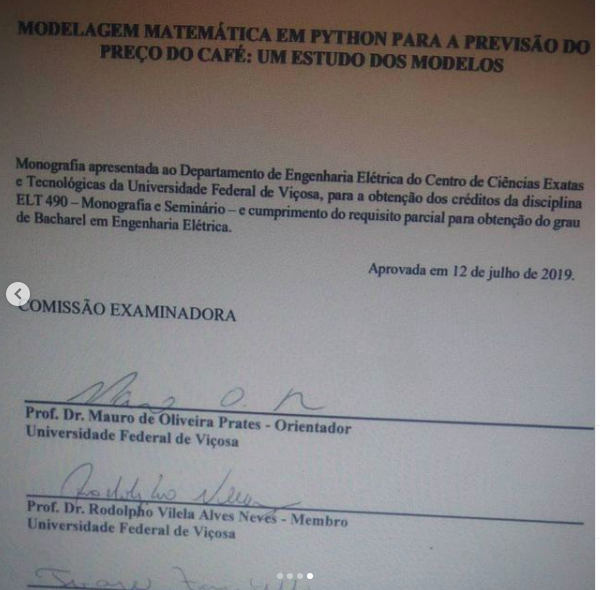 MODELAGEM MATEMÁTICA EM PYTHON PARA A PREVISÃO DO
PREÇO DO CAFÉ: UM ESTUDO DOS MODELOS
Monografia apresentada ao Departamento de Engenharia Elétrica do Centro de Ciências Exatas
e Tecnológicas da Universidade Federal de Viçosa, para a obtenção dos créditos da disciplina
ELT 490 – Monografia e Seminário – e cumprimento do requisito parcial para obtenção do grau
de Bacharel em Engenharia Elétrica.
Aprovada em 12 de julho de 2019.
COMISSÃO EXAMINADORA
Prof. Dr. Mauro de Oliveira Prates - Orientador
Universidade Federal de Viçosa
Rodolpho
Prof. Dr. Rodolpho Vilela Alves Neves - Membro
Universidade Federal de Viçosa